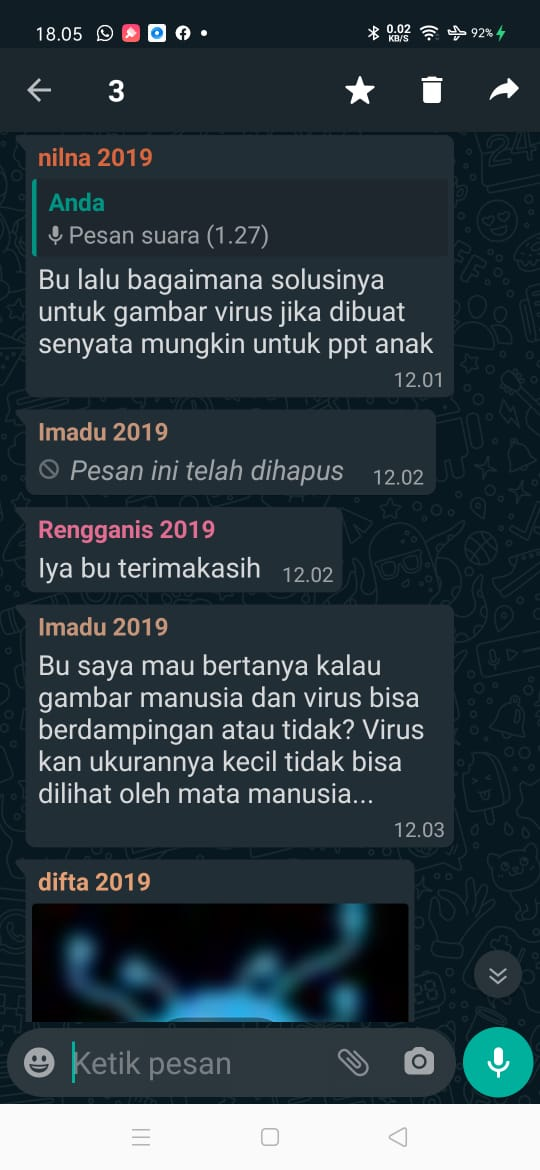 18.05
0.02 KB/S
92%
3
nilna 2019
Anda
Pesan suara (1.27)
Bu lalu bagaimana solusinya
untuk gambar virus jika dibuat
senyata mungkin untuk ppt anak
12.01
Imadu 2019
Pesan ini telah dihapus 12.02
Rengganis 2019
Iya bu terimakasih 12.02
Imadu 2019
Bu saya mau bertanya kalau
gambar manusia dan virus bisa
berdampingan atau tidak? Virus
kan ukurannya kecil tidak bisa
dilihat oleh mata manusia...
12.03
difta 2019
Ketik pesan